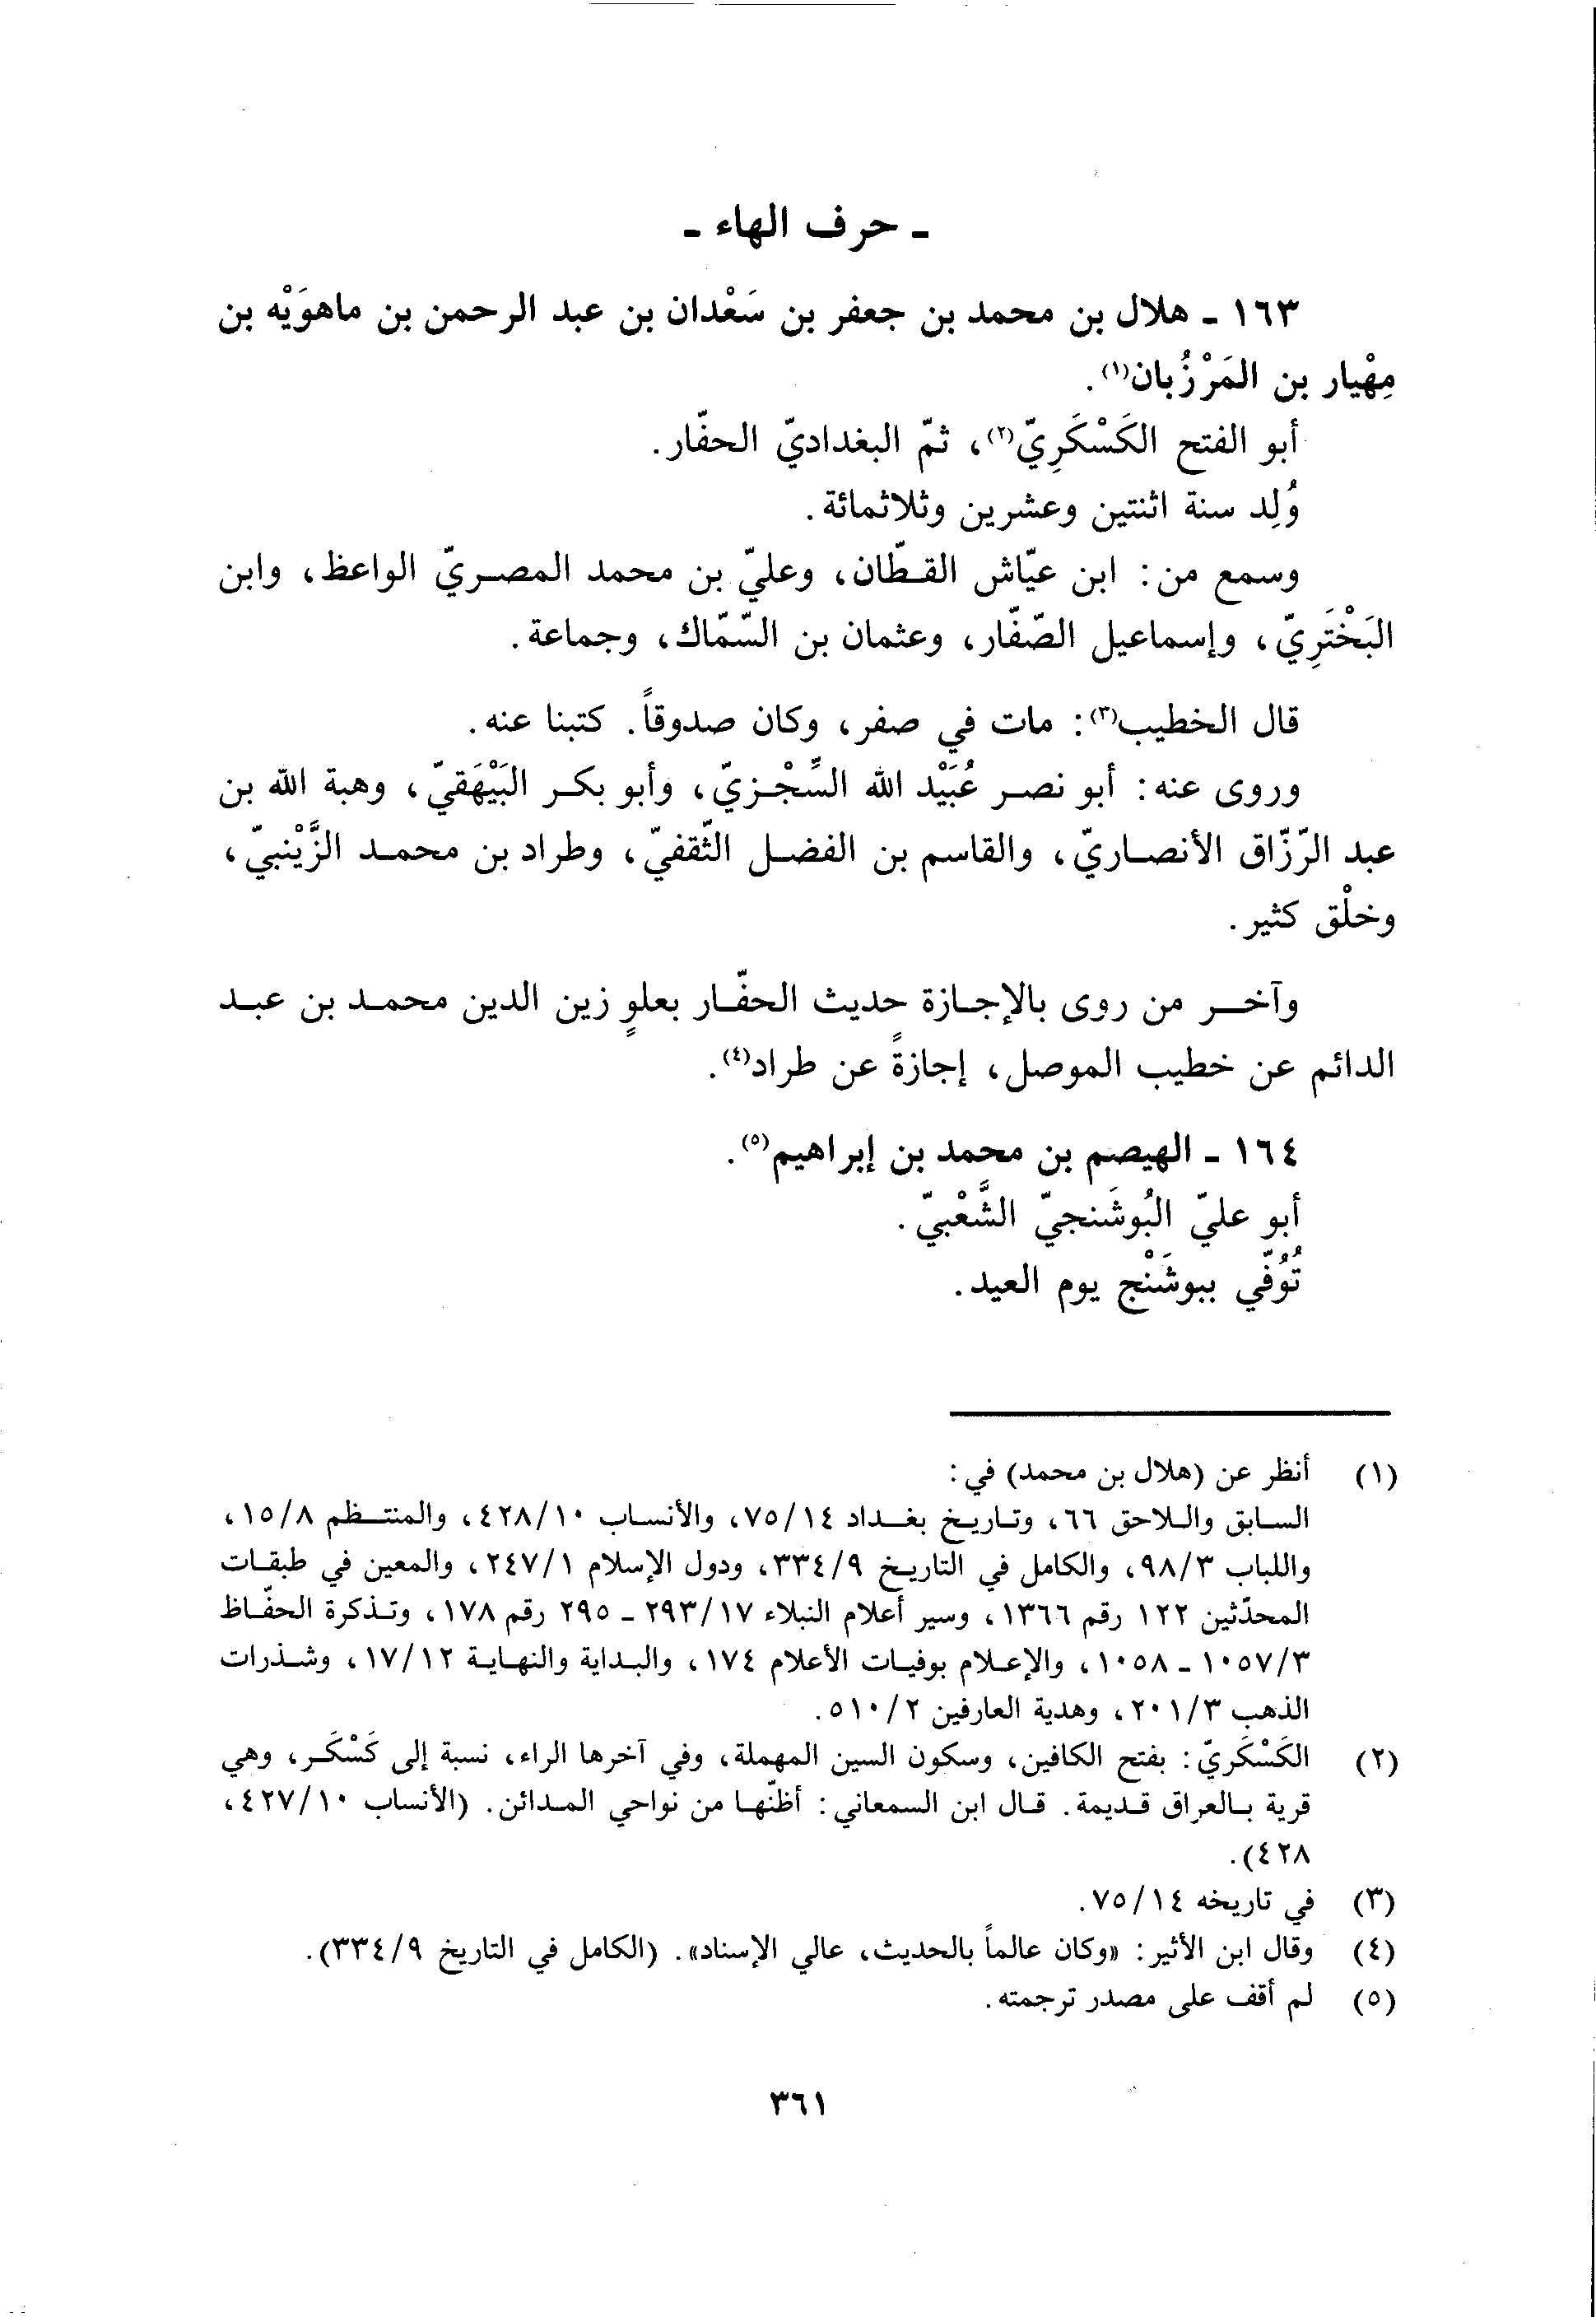 ـ حرف الهاء ـ
١٦٣ ـ هلال بن محمد بن جعفر بن سَعْدان بن عبد الرحمن بن ماهوَيْه بن
مِهْيار بن المَرْزُبان(١).
أبو الفتح الكَسْكَرِيّ(٢)، ثمّ البغداديّ الحفّار.
وُلِد سنة اثنتين وعشرين وثلاثمائة.
وسمع من: ابن عيّاش القطّان، وعليّ بن محمد المصريّ الواعظ، وابن
البَخْتَرِيّ، وإسماعيل الصّفّار، وعثمان بن السّمّاك، وجماعة.
قال الخطيب(٣): مات في صفر، وكان صدوقاً. كتبنا عنه.
وروى عنه: أبو نصر عُبَيْد الله السِّجْزيّ، وأبو بكر البَيْهَقيّ، وهبة الله بن
عبد الرّزّاق الأنصاريّ، والقاسم بن الفضل الثّقفيّ، وطراد بن محمد الزَّيْنبيّ،
وخلْق كثير.
وآخر من روى بالإجازة حديث الحفّار بعلوٍ زين الدين محمد بن عبد
الدائم عن خطيب الموصل، إجازةً عن طراد(٤).
١٦٤ ـ الهيصم بن محمد بن إبراهيم(٥).
أبو عليّ البُوشَنجيّ الشَّعْبيّ.
تُوُفّي ببوشَنْج يوم العيد.
(١) أنظر عن (هلال بن محمد) في:
السابق واللاحق ٦٦، وتاريخ بغداد ٧٥/١٤، والأنساب ٤٢٨/١٠، والمنتظم ١٥/٨،
واللباب ٩٨/٣، والكامل في التاريخ ٣٣٤/٩، ودول الإسلام ٢٤٧/١، والمعين في طبقات
المحدّثين ١٢٢ رقم ١٣٦٦، وسير أعلام النبلاء ٢٩٣/١٧ ـ ٢٩٥ رقم ١٧٨، وتذكرة الحفّاظ
١٠٥٧/٣ ـ ١٠٥٨، والإعلام بوفيات الأعلام ١٧٤، والبداية والنهاية ١٧/١٢، وشذرات
الذهب ٢٠١/٣، وهدية العارفين ٥١٠/٢.
(٢) الكَسْكَريّ: بفتح الكافين، وسكون السين المهملة، وفي آخرها الراء، نسبة إلى كَسْكَر، وهي
قرية بالعراق قديمة. قال ابن السمعاني: أظنّها من نواحي المدائن. (الأنساب ٤٢٧/١٠،
٤٢٨).
(٣) في تاريخه ٧٥/١٤.
(٤) وقال ابن الأثير: «وكان عالماً بالحديث، عالي الإسناد». (الكامل في التاريخ ٣٣٤/٩).
(٥) لم أقف على مصدر ترجمته.
٣٦١